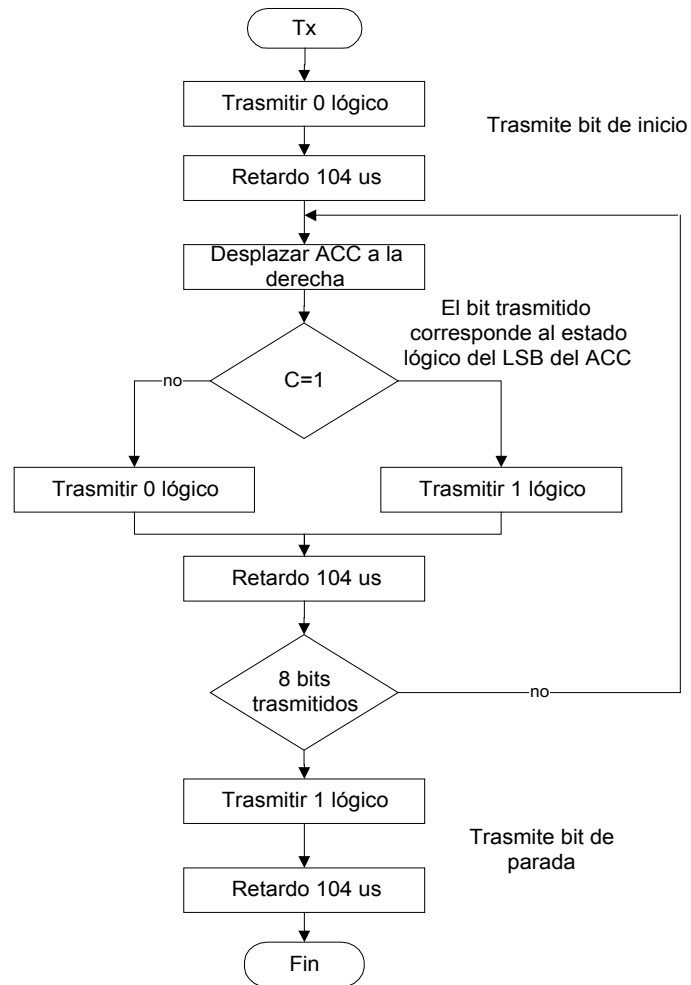 Tx
Trasmitir 0 lógico
Trasmite bit de inicio
Retardo 104 us
Desplazar ACC a la
derecha
El bit trasmitido
corresponde al estado
lógico del LSB del ACC
C=1
no
Trasmitir 0 lógico
Trasmitir 1 lógico
Retardo 104 us
8 bits
trasmitidos
no
Trasmitir 1 lógico
Trasmite bit de
parada
Retardo 104 us
Fin